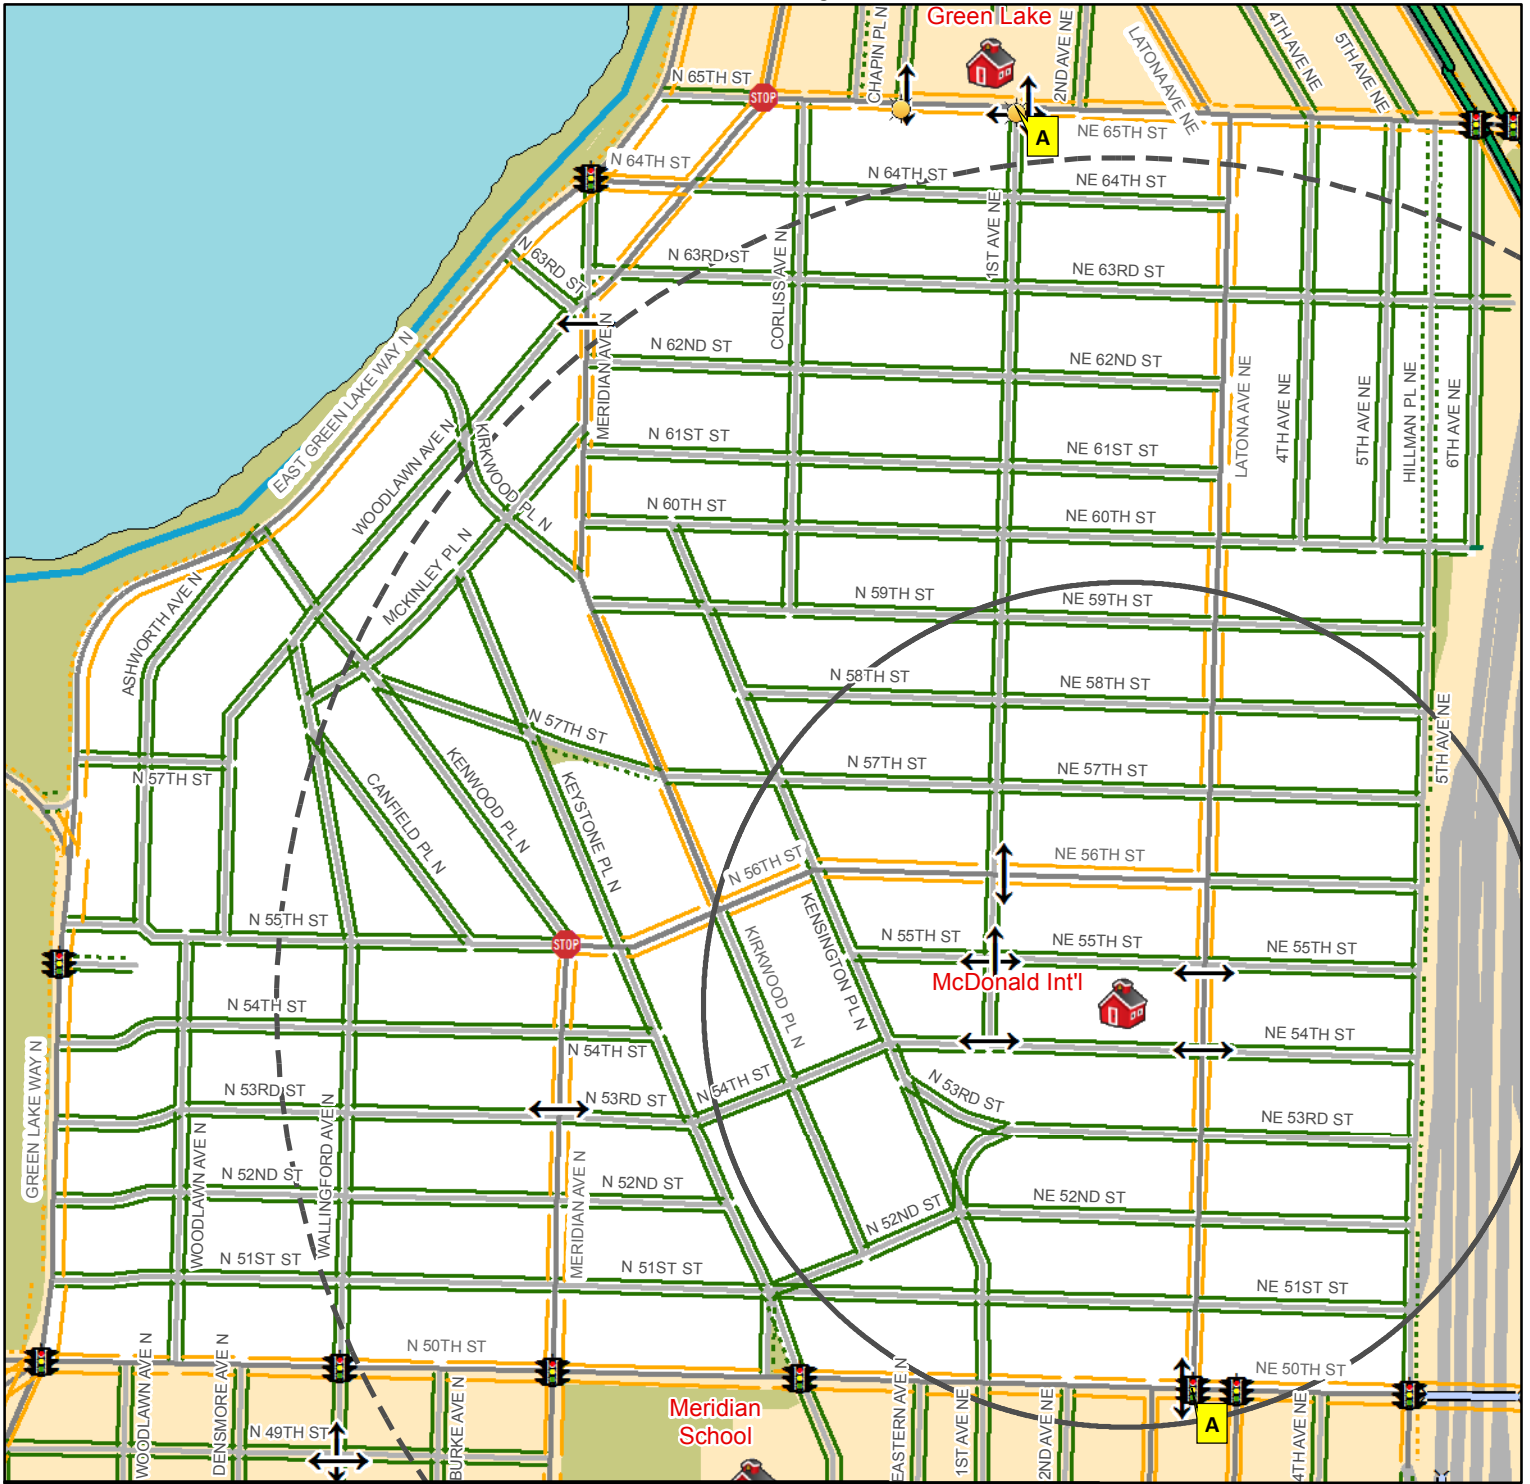 Green Lake
CHAPIN PL N
2ND AVE NE
LATONA AVE NE
4TH AVE NE
5TH AVE NE
N 65TH ST
STOP
A
NE 65TH ST
N 64TH ST
N 64TH ST
NE 64TH ST
1ST AVE NE
CORLISS AVE N
N 63RD ST
N 63RD ST
NE 63RD ST
MERIDIAN AVE N
N 62ND ST
NE 62ND ST
EAST GREEN LAKE WAY N
LATONA AVE NE
4TH AVE NE
5TH AVE NE
HILLMAN PL NE
6TH AVE NE
WOODLAWN AVE N
KIRKWOOD PL N
N 61ST ST
NE 61ST ST
N 60TH ST
NE 60TH ST
MCKINLEY PL N
ASHWORTH AVE N
N 59TH ST
NE 59TH ST
N 58TH ST
NE 58TH ST
5TH AVE NE
N 57TH ST
N 57TH ST
N 57TH ST
NE 57TH ST
CANFIELD PL N
KENWOOD PL N
KEYSTONE PL N
N 56TH ST
NE 56TH ST
N 55TH ST
STOP
KIRKWOOD PL N
KENSINGTON PL N
N 55TH ST
NE 55TH ST
NE 55TH ST
McDonald Int'l
N 54TH ST
N 54TH ST
N 54TH ST
NE 54TH ST
GREEN LAKE WAY N
N 53RD ST
N 53RD ST
N 53RD ST
NE 53RD ST
WOODLAWN AVE N
WALLINGFORD AVE N
MERIDIAN AVE N
N 52ND ST
N 52ND ST
N 52ND ST
NE 52ND ST
N 51ST ST
N 51ST ST
NE 51ST ST
N 50TH ST
NE 50TH ST
WOODLAWN AVE N
DENSMORE AVE N
N 49TH ST
BURKE AVE N
Meridian
School
EASTERN AVE N
1ST AVE NE
2ND AVE NE
A
4TH AVE NE